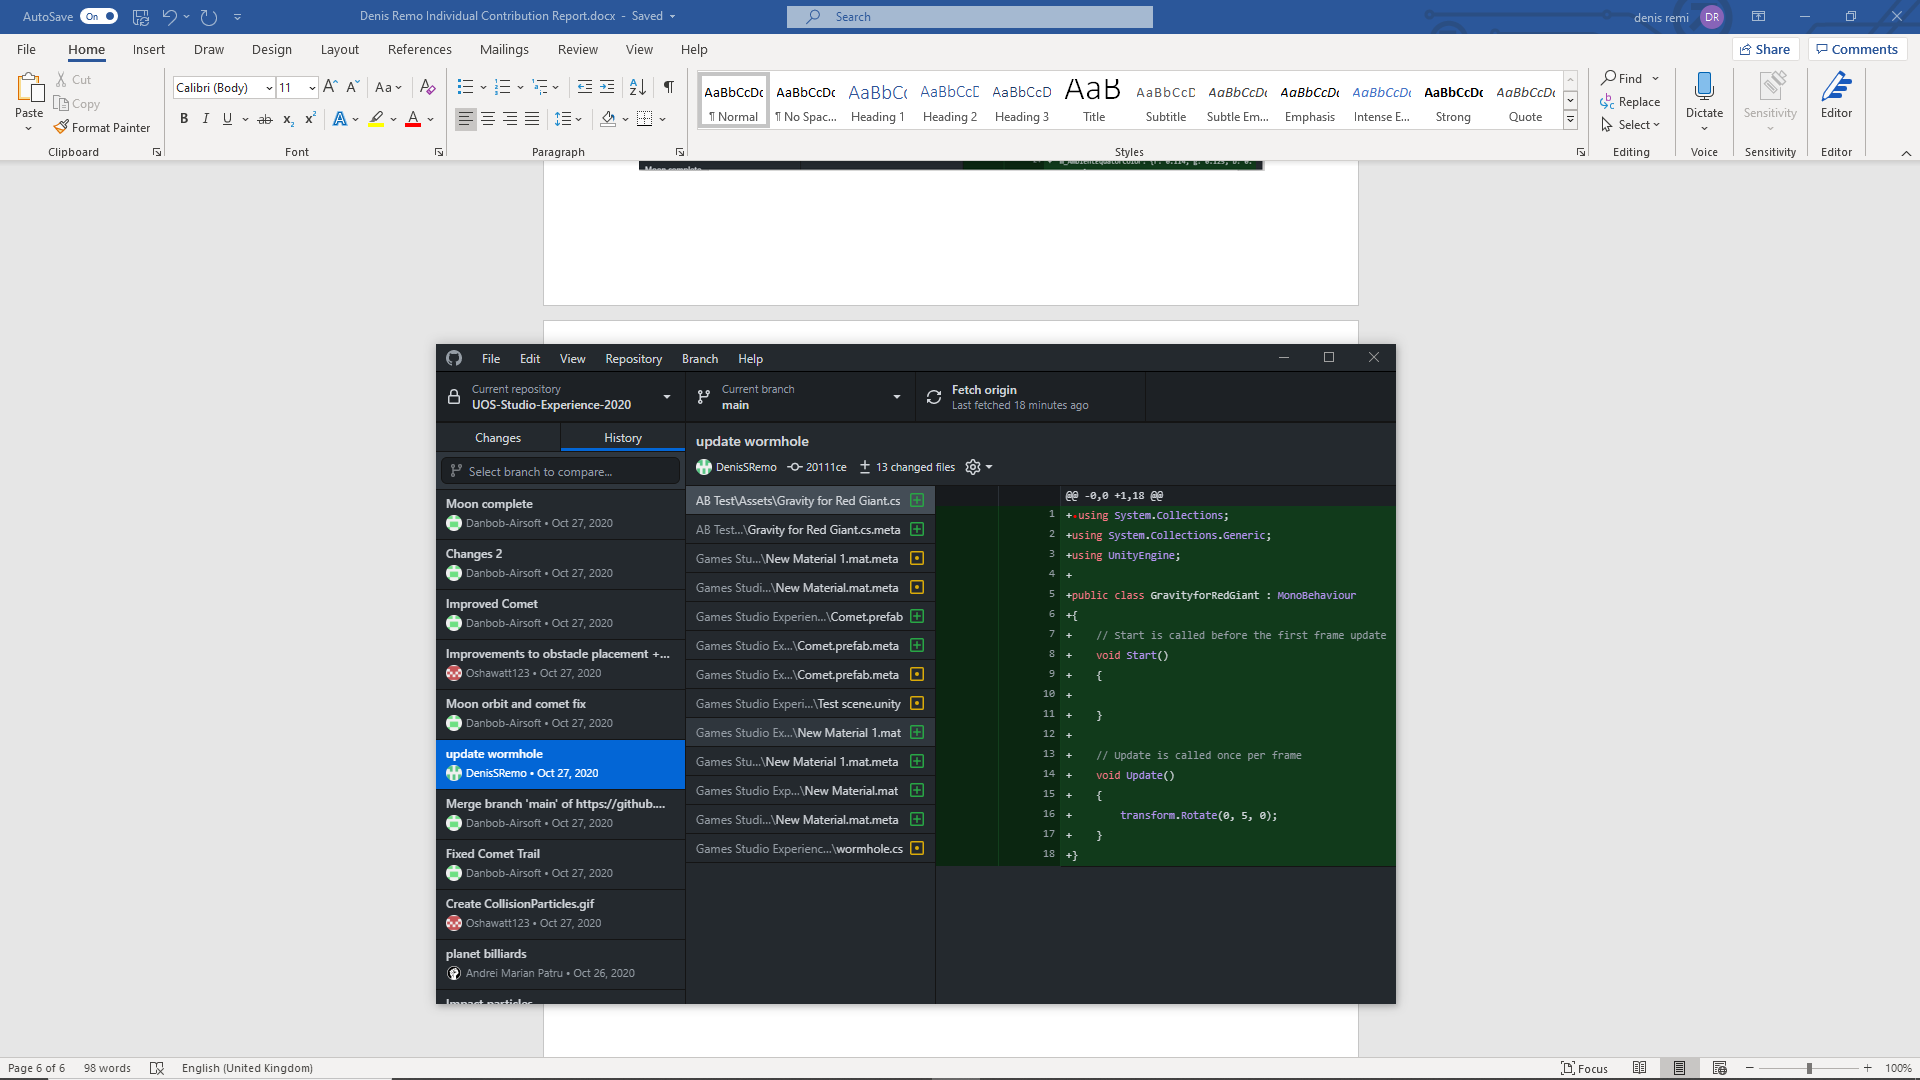 AutoSave On Denis Remo Individual Contribution Report.docx - Saved Search denis remi DR
File Home Insert Draw Design Layout References Mailings Review View Help Share Comments
Paste Cut Copy Format Painter
Calibri (Body) 11
AaBbCcDc AaBbCcDc AaBbCc AaBbCcD AaBbCcD AaB AaBbCcD AaBbCcDc AaBbCcDc AaBbCcDc AaBbCcDc AaBbCcDc
¶ Normal ¶ No Spac... Heading 1 Heading 2 Heading 3 Title Subtitle Subtle Em... Emphasis Intense E... Strong Quote
Find Replace Select
Dictate Sensitivity Editor
Clipboard Font Paragraph Styles Editing Voice Sensitivity Editor
File Edit View Repository Branch Help
Current repository
UOS-Studio-Experience-2020
Current branch
main
Fetch origin
Last fetched 18 minutes ago
Changes History
Select branch to compare...
Moon complete
Danbob-Airsoft • Oct 27, 2020
Changes 2
Danbob-Airsoft • Oct 27, 2020
Improved Comet
Danbob-Airsoft • Oct 27, 2020
Improvements to obstacle placement +...
Oshawatt123 • Oct 27, 2020
Moon orbit and comet fix
Danbob-Airsoft • Oct 27, 2020
update wormhole
DenisSRemo • Oct 27, 2020
Merge branch 'main' of https://github....
Danbob-Airsoft • Oct 27, 2020
Fixed Comet Trail
Danbob-Airsoft • Oct 27, 2020
Create CollisionParticles.gif
Oshawatt123 • Oct 27, 2020
planet billiards
Andrei Marian Patru • Oct 26, 2020
Impact particles
update wormhole
DenisSRemo 20111ce 13 changed files
AB Test\Assets\Gravity for Red Giant.cs
AB Test...\Gravity for Red Giant.cs.meta
Games Stu...\New Material 1.mat.meta
Games Studi...\New Material.mat.meta
Games Studio Experien...\Comet.prefab
Games Studio Ex...\Comet.prefab.meta
Games Studio Ex...\Comet.prefab.meta
Games Studio Experi...\Test scene.unity
Games Studio Ex...\New Material 1.mat
Games Stu...\New Material 1.mat.meta
Games Studio Exp...\New Material.mat
Games Studi...\New Material.mat.meta
Games Studio Experienc...\wormhole.cs
@@ -0,0 +1,18 @@
1 +using System.Collections;
2 +using System.Collections.Generic;
3 +using UnityEngine;
4 +
5 +public class GravityforRedGiant : MonoBehaviour
6 +{
7 + // Start is called before the first frame update
8 + void Start()
9 + {
10 +
11 + }
12 +
13 + // Update is called once per frame
14 + void Update()
15 + {
16 + transform.Rotate(0, 5, 0);
17 + }
18 +}
Page 6 of 6 98 words English (United Kingdom) Focus 100%